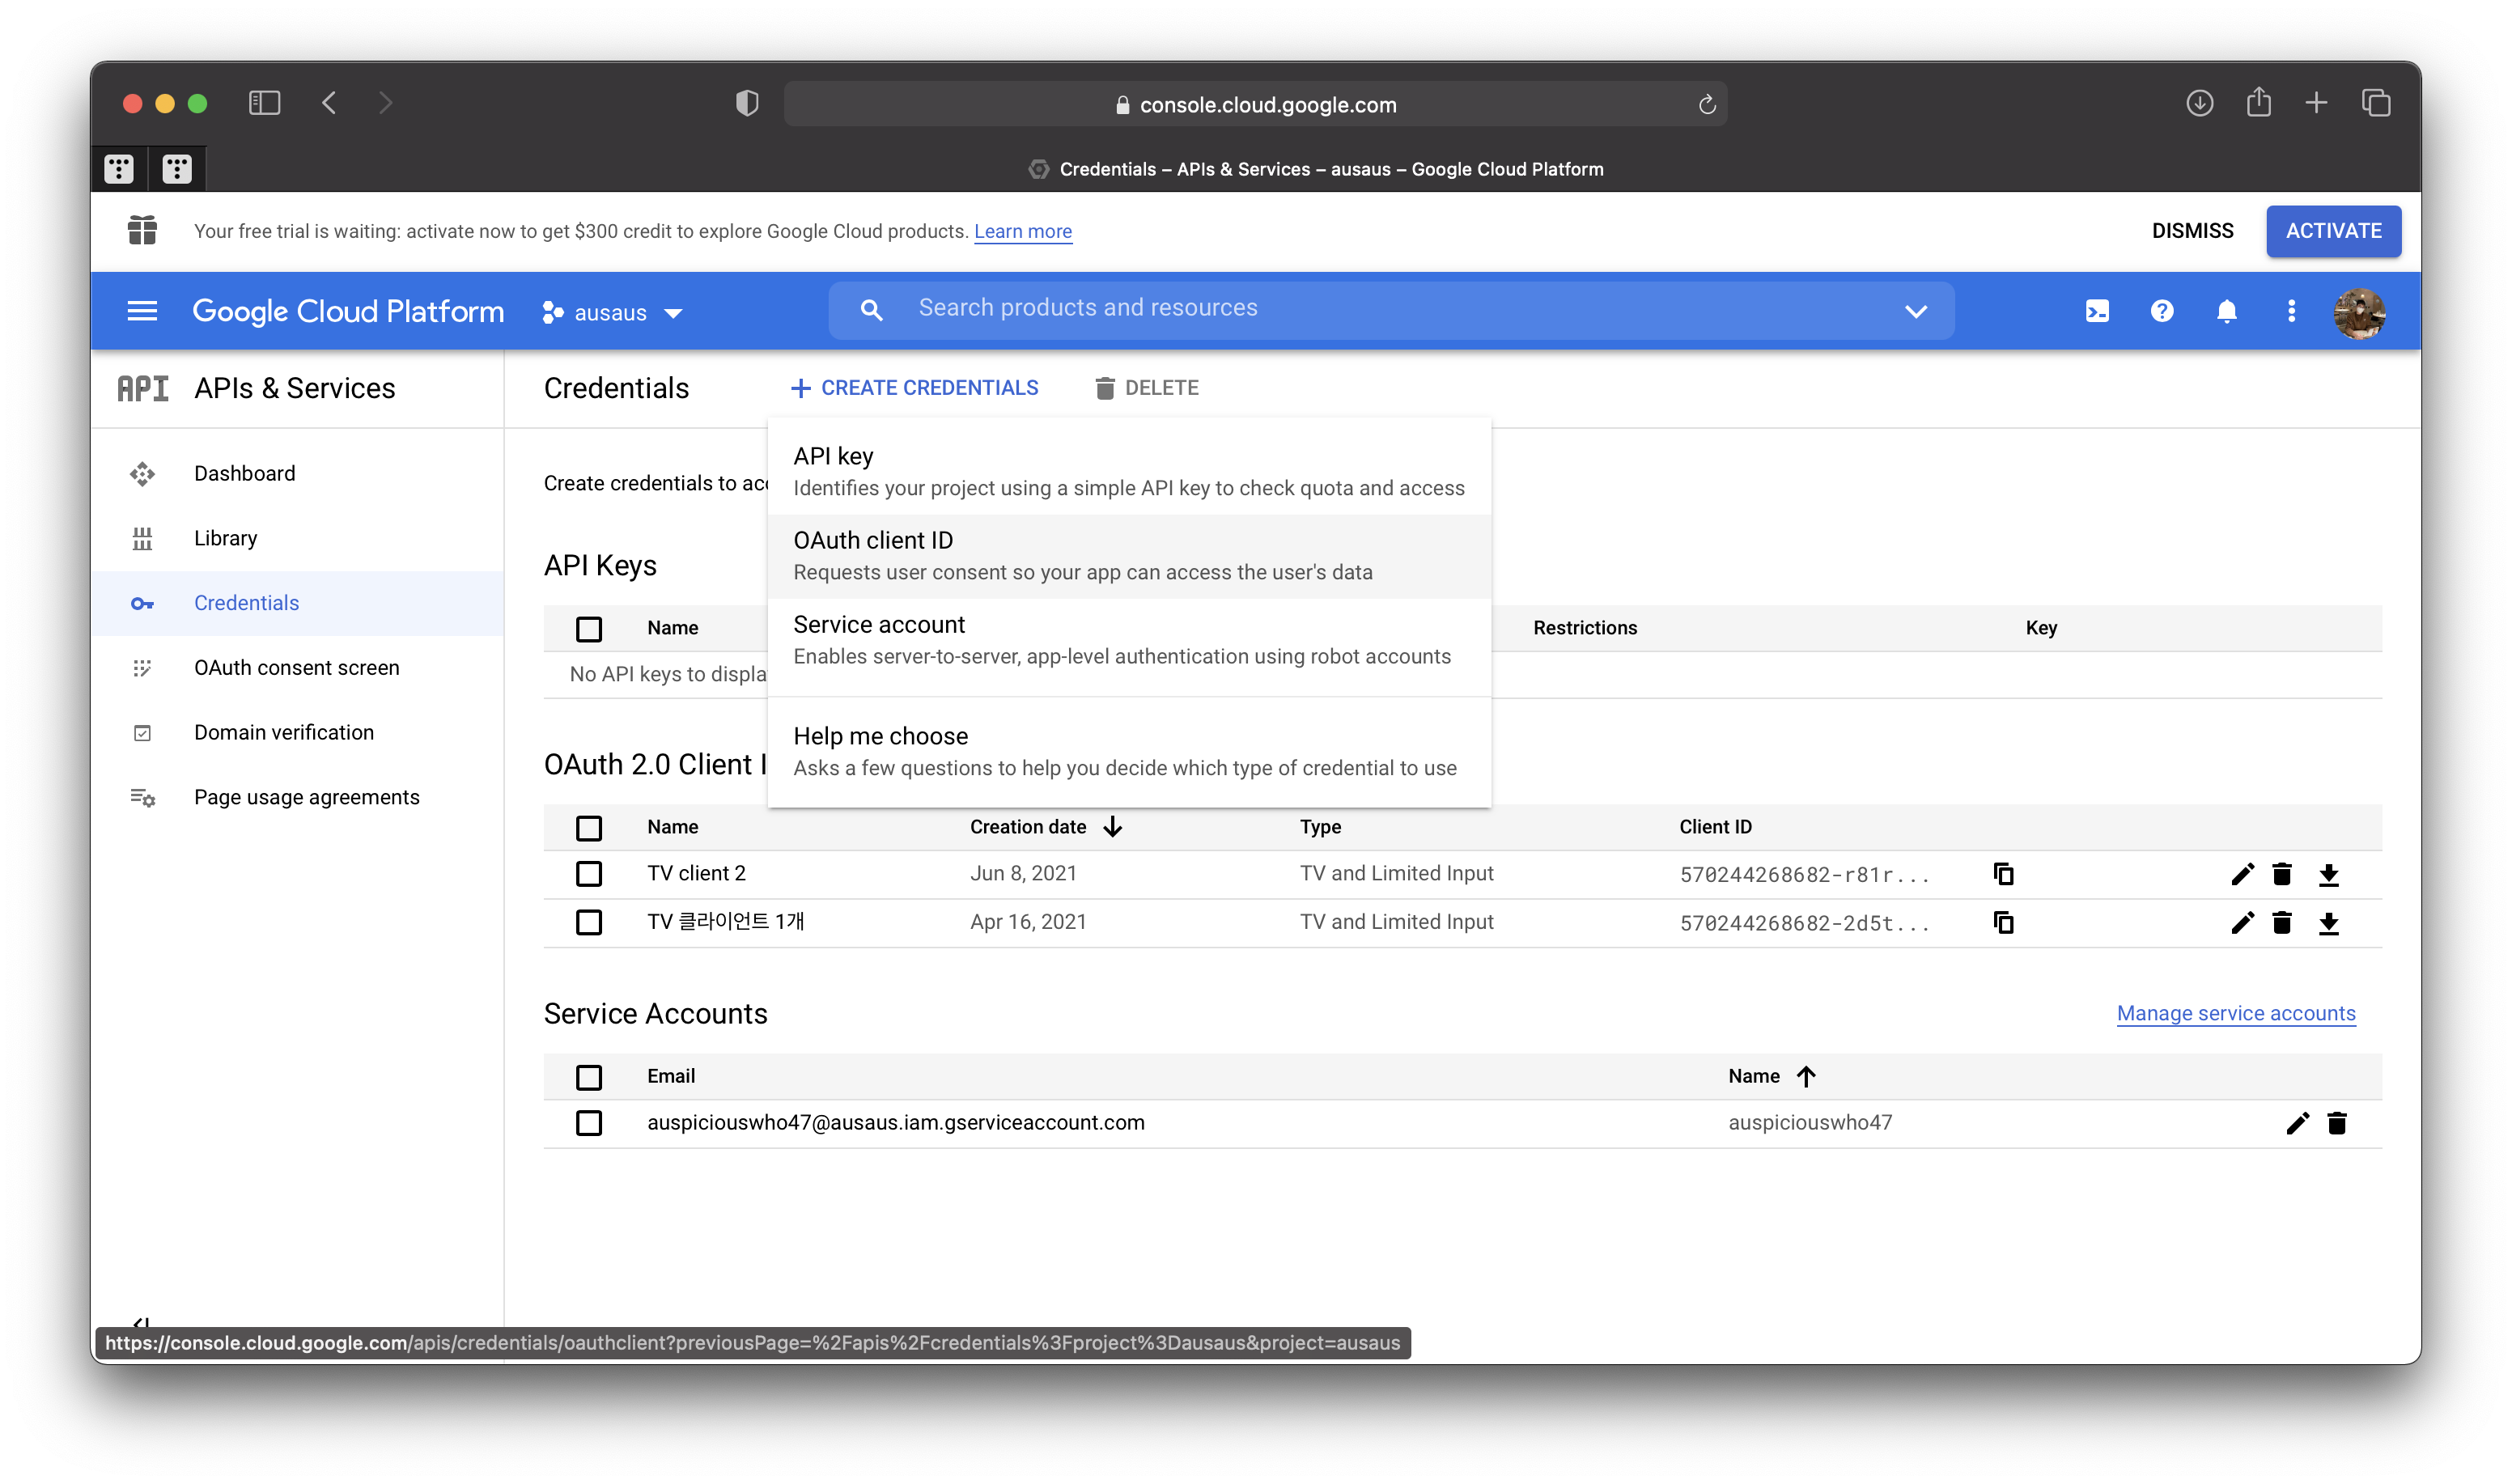 console.cloud.google.com
Credentials – APIs & Services – ausaus – Google Cloud Platform
Your free trial is waiting: activate now to get $300 credit to explore Google Cloud products. Learn more
DISMISS
ACTIVATE
Google Cloud Platform
ausaus
Search products and resources
API APIs & Services
Credentials
CREATE CREDENTIALS
DELETE
Dashboard
Library
Credentials
OAuth consent screen
Domain verification
Page usage agreements
Create credentials to acc
API key
Identifies your project using a simple API key to check quota and access
OAuth client ID
Requests user consent so your app can access the user's data
Service account
Enables server-to-server, app-level authentication using robot accounts
Help me choose
Asks a few questions to help you decide which type of credential to use
API Keys
Name Restrictions Key
No API keys to displa
OAuth 2.0 Client I
Name Creation date Type Client ID
TV client 2 Jun 8, 2021 TV and Limited Input 570244268682-r81r...
TV 클라이언트 1개 Apr 16, 2021 TV and Limited Input 570244268682-2d5t...
Service Accounts
Manage service accounts
Email Name
auspiciouswho47@ausaus.iam.gserviceaccount.com auspiciouswho47
https://console.cloud.google.com/apis/credentials/oauthclient?previousPage=%2Fapis%2Fcredentials%3Fproject%3Dausaus&project=ausaus